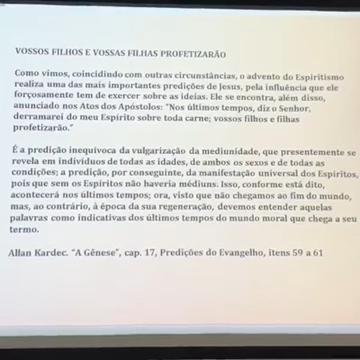 VOSSOS FILHOS E VOSSAS FILHAS PROFETIZARÃO
Como vimos, coincidindo com outras circunstâncias, o advento do Espiritismo
realiza uma das mais importantes predições de Jesus, pela influência que ele
forçosamente tem de exercer sobre as ideias. Ele se encontra, além disso,
anunciado nos Atos dos Apóstolos: "Nos últimos tempos, diz o Senhor,
derramarei do meu Espírito sobre toda carne; vossos filhos e filhas
profetizarão."
É a predição inequívoca da vulgarização da mediunidade, que presentemente se
revela em indivíduos de todas as idades, de ambos os sexos e de todas as
condições; a predição, por conseguinte, da manifestação universal dos Espíritos,
pois que sem os Espíritos não haveria médiuns. Isso, conforme está dito,
acontecerá nos últimos tempos; ora, visto que não chegamos ao fim do mundo,
mas, ao contrário, à época da sua regeneração, devemos entender aquelas
palavras como indicativas dos últimos tempos do mundo moral que chega a seu
termo.
Allan Kardec. "A Gênese", cap. 17, Predições do Evangelho, itens 59 a 61